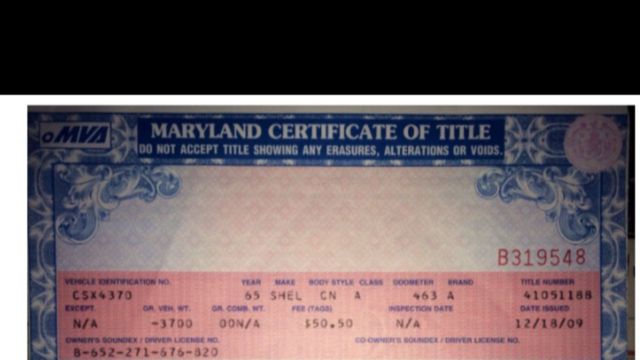 MVA
MARYLAND CERTIFICATE OF TITLE
DO NOT ACCEPT TITLE SHOWING ANY ERASURES, ALTERATIONS OR VOIDS.
B319548
VEHICLE IDENTIFICATION NO. YEAR MAKE BODY STYLE CLASS ODOMETER BRAND TITLE NUMBER
CSX4370 65 SHEL CN A 463 A 41051188
EXCEPT. GR. VEH. WT. GR. COMB. WT. FEE (TAGS) INSPECTION DATE DATE ISSUED
N/A -3700 00N/A $50.50 N/A 12/18/09
OWNER'S SOUNDEX / DRIVER LICENSE NO. CO-OWNER'S SOUNDEX / DRIVER LICENSE NO.
B-652-271-676-820